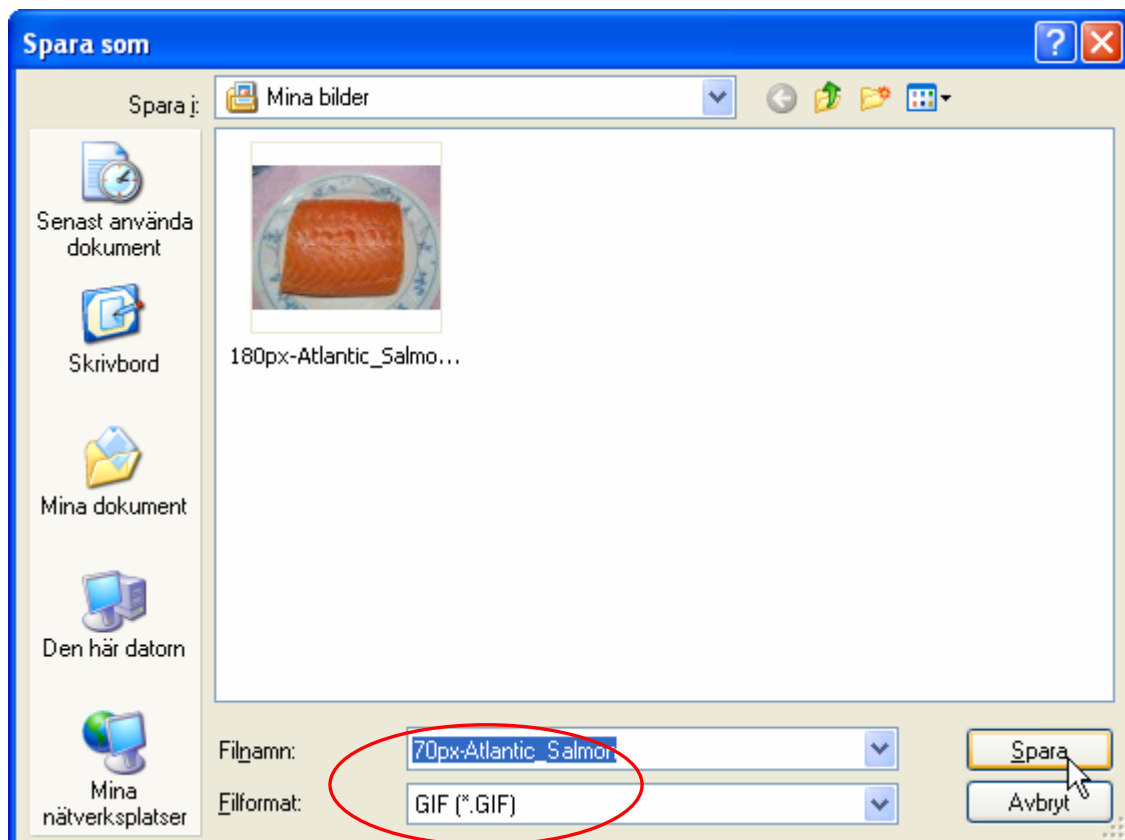 Spara som
Spara i:
Mina bilder
Senast använda
dokument
Skrivbord
Mina dokument
Den här datorn
Mina
nätverksplatser
180px-Atlantic_Salmo...
Filnamn:
70px-Atlantic_Salmon
Spara
Filformat:
GIF (*.GIF)
Avbryt